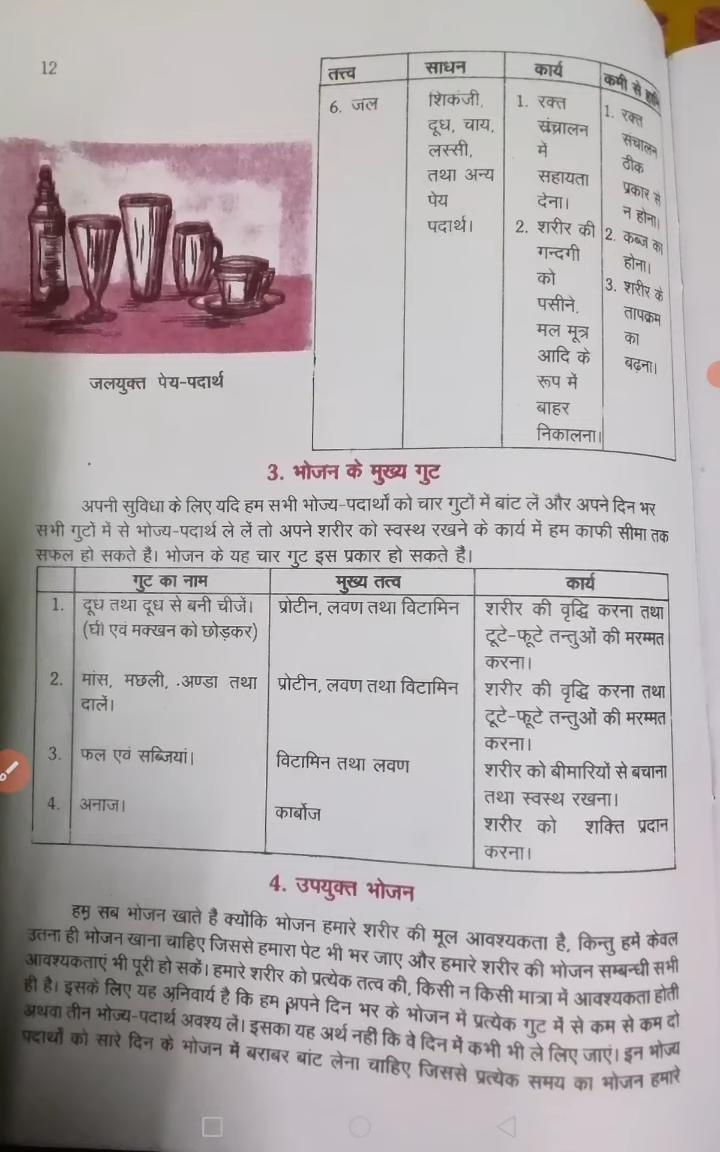 12
तत्त्व साधन कार्य कमी से हानि
6. जल
शिकंजी,
दूध, चाय,
लस्सी,
तथा अन्य
पेय
पदार्थ।
1. रक्त
संचालन
में
सहायता
देना।
2. शरीर की
गन्दगी
को
पसीने,
मल मूत्र
आदि के
रूप में
बाहर
निकालना।
1. रक्त
संचालन
ठीक
प्रकार से
न होना।
2. कब्ज का
होना।
3. शरीर के
तापक्रम
का
बढ़ना।
जलयुक्त पेय-पदार्थ
3. भोजन के मुख्य गुट
अपनी सुविधा के लिए यदि हम सभी भोज्य-पदार्थों को चार गुटों में बांट लें और अपने दिन भर
सभी गुटों में से भोज्य-पदार्थ ले लें तो अपने शरीर को स्वस्थ रखने के कार्य में हम काफी सीमा तक
सफल हो सकते है। भोजन के यह चार गुट इस प्रकार हो सकते है।
गुट का नाम मुख्य तत्त्व कार्य
1. दूध तथा दूध से बनी चीजें। प्रोटीन, लवण तथा विटामिन शरीर की वृद्धि करना तथा
(घी एवं मक्खन को छोड़कर) टूटे-फूटे तन्तुओं की मरम्मत
करना।
2. मांस, मछली, अण्डा तथा प्रोटीन, लवण तथा विटामिन शरीर की वृद्धि करना तथा
दालें। टूटे-फूटे तन्तुओं की मरम्मत
करना।
3. फल एवं सब्जियां। विटामिन तथा लवण शरीर को बीमारियों से बचाना
तथा स्वस्थ रखना।
4. अनाज। कार्बोज शरीर को शक्ति प्रदान
करना।
4. उपयुक्त भोजन
हम सब भोजन खाते है क्योंकि भोजन हमारे शरीर की मूल आवश्यकता है, किन्तु हमें केवल
उतना ही भोजन खाना चाहिए जिससे हमारा पेट भी भर जाए और हमारे शरीर की भोजन सम्बन्धी सभी
आवश्यकताएं भी पूरी हो सकें। हमारे शरीर को प्रत्येक तत्व की, किसी न किसी मात्रा में आवश्यकता होती
ही है। इसके लिए यह अनिवार्य है कि हम अपने दिन भर के भोजन में प्रत्येक गुट में से कम से कम दो
अथवा तीन भोज्य-पदार्थ अवश्य लें। इसका यह अर्थ नही कि वे दिन में कभी भी ले लिए जाएं। इन भोज्य
पदार्थों को सारे दिन के भोजन में बराबर बांट लेना चाहिए जिससे प्रत्येक समय का भोजन हमारे